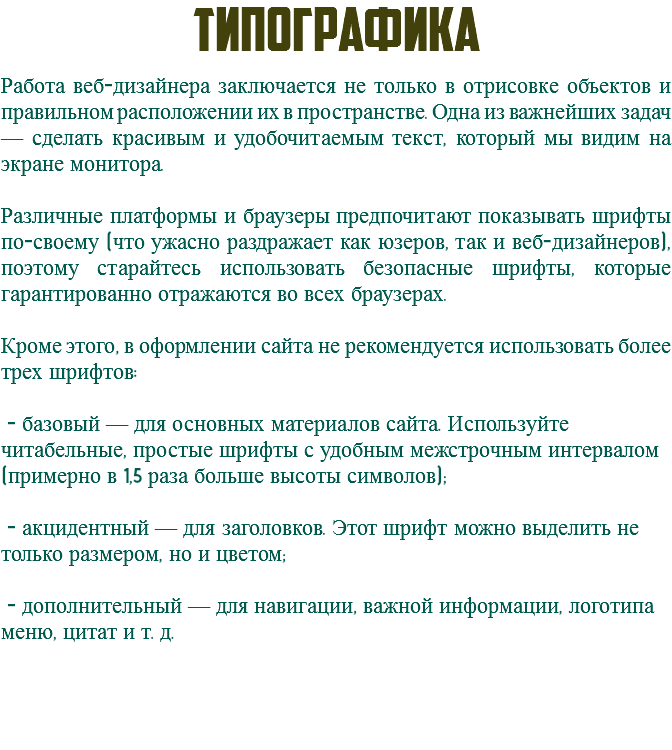 ТИПОГРАФИКА
Работа веб-дизайнера заключается не только в отрисовке объектов и
правильном расположении их в пространстве. Одна из важнейших задач
— сделать красивым и удобочитаемым текст, который мы видим на
экране монитора.
Различные платформы и браузеры предпочитают показывать шрифты
по-своему (что ужасно раздражает как юзеров, так и веб-дизайнеров),
поэтому старайтесь использовать безопасные шрифты, которые
гарантированно отражаются во всех браузерах.
Кроме этого, в оформлении сайта не рекомендуется использовать более
трех шрифтов:
- базовый — для основных материалов сайта. Используйте
читабельные, простые шрифты с удобным межстрочным интервалом
(примерно в 1,5 раза больше высоты символов);
- акцидентный — для заголовков. Этот шрифт можно выделить не
только размером, но и цветом;
- дополнительный — для навигации, важной информации, логотипа
меню, цитат и т. д.